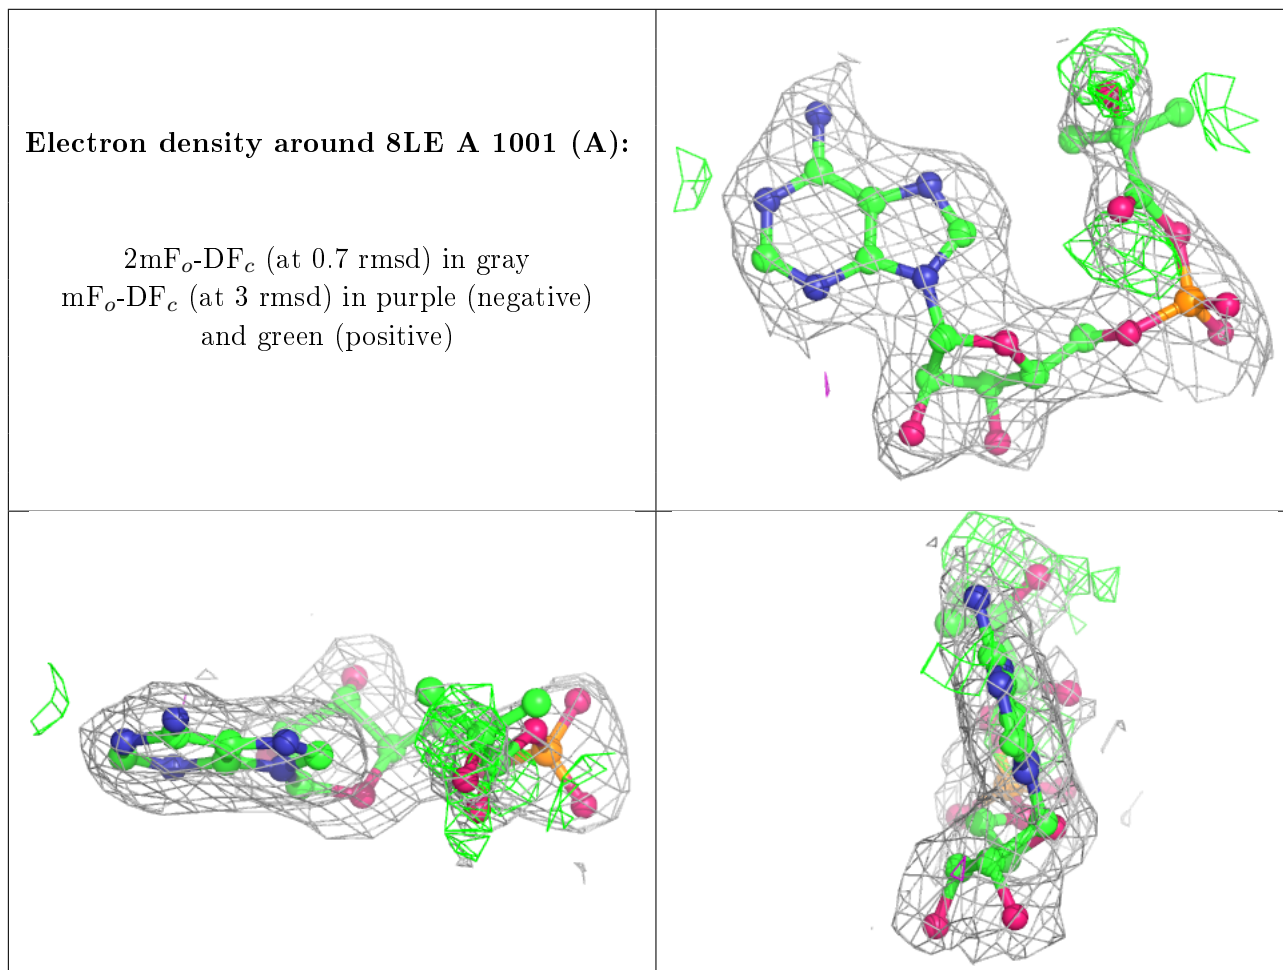 Electron density around 8LE A 1001 (A):
2mFₒ-DF𝒸 (at 0.7 rmsd) in gray
mFₒ-DF𝒸 (at 3 rmsd) in purple (negative)
and green (positive)